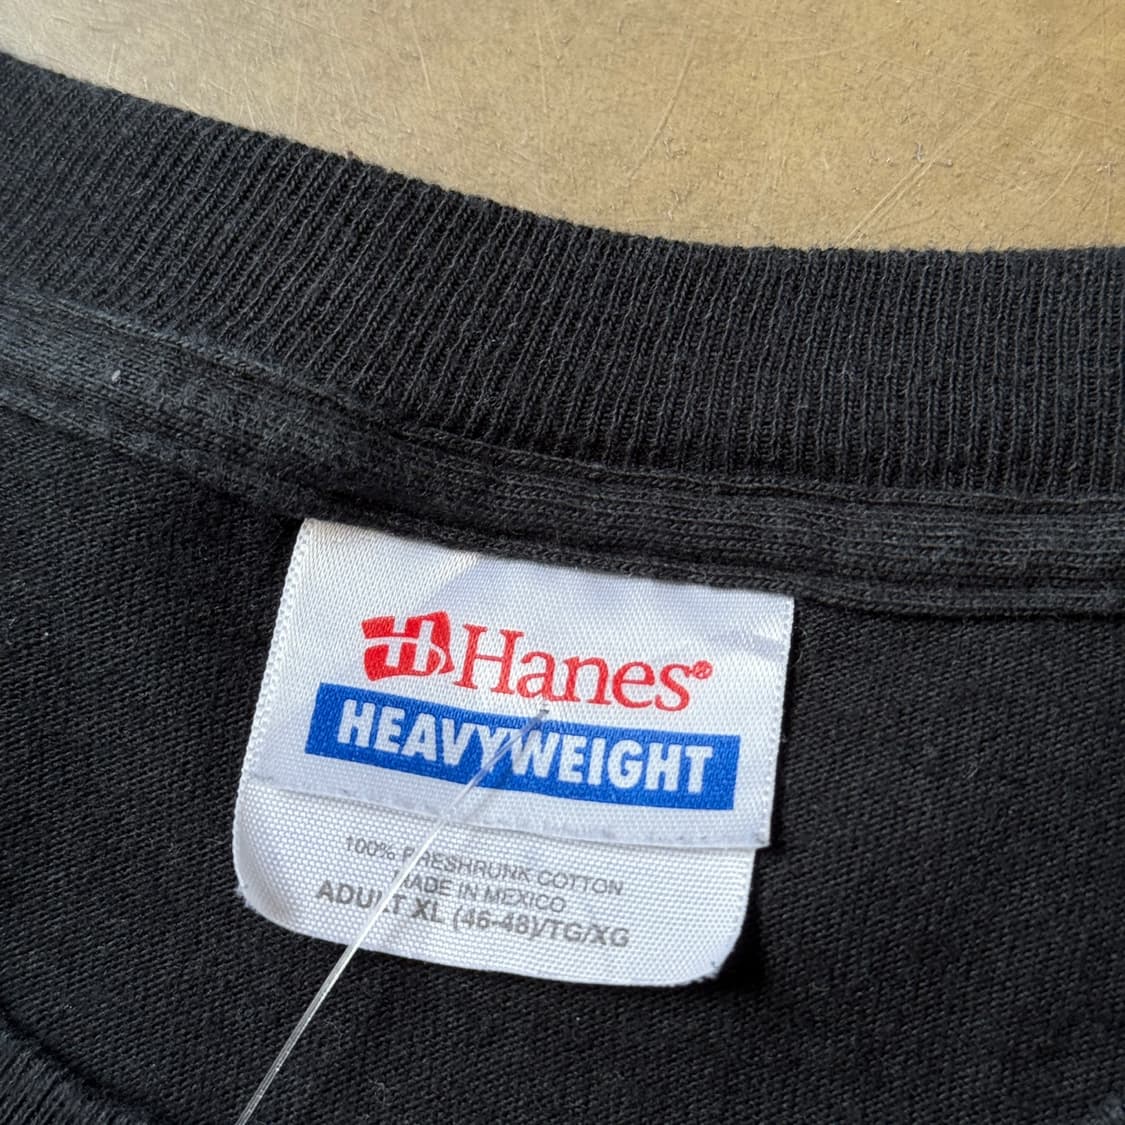 Hanes®
HEAVYWEIGHT
100% PRESHRUNK COTTON
MADE IN MEXICO
ADULT XL (46-48)/TG/XG